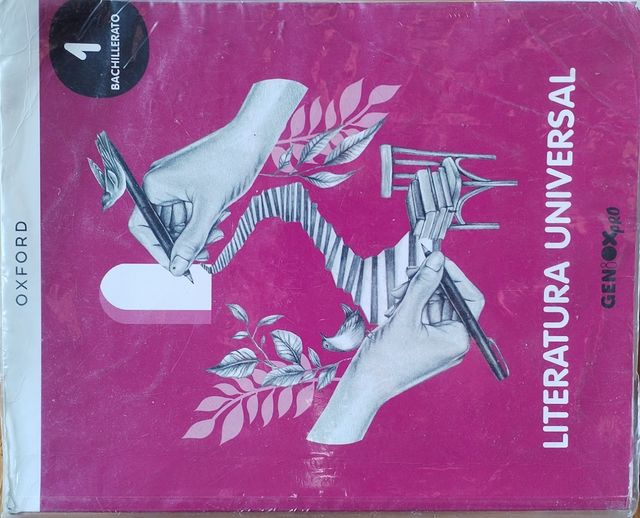 OXFORD
1
BACHILLERATO
LITERATURA UNIVERSAL
GENiOX PRO